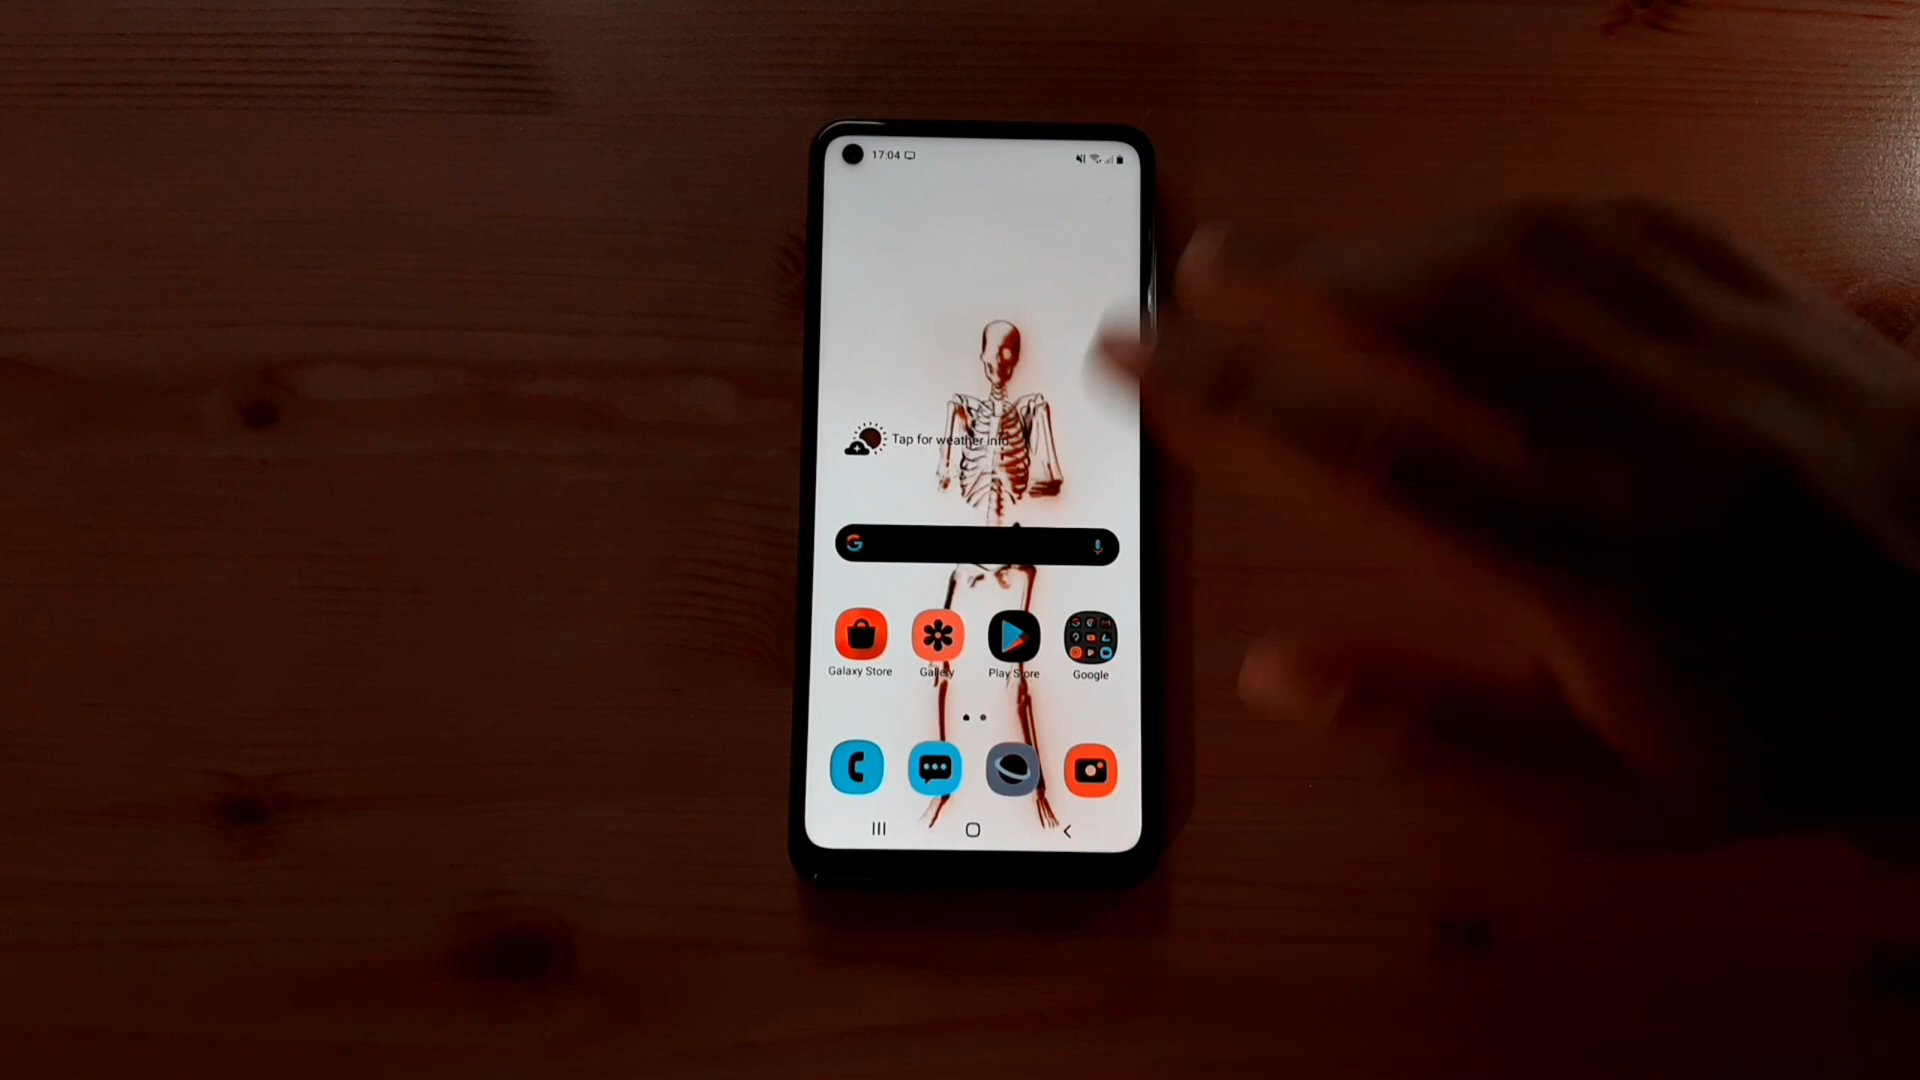 17:04
Tap for weather info
Galaxy Store
Gallery
Play Store
Google